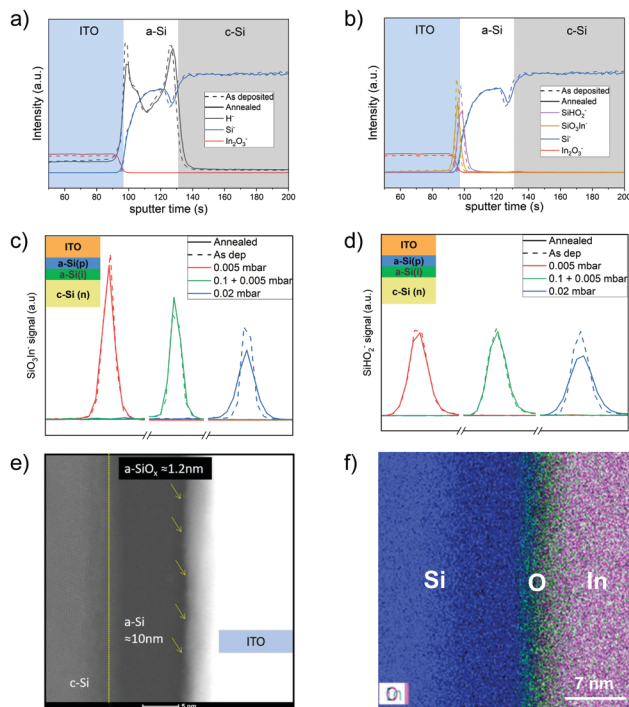 a)
ITO
a-Si
c-Si
Intensity (a.u.)
As deposited
Annealed
H⁻
Si⁻
In₂O₃⁻
60 80 100 120 140 160 180 200
sputter time (s)
b)
ITO
a-Si
c-Si
Intensity (a.u.)
As deposited
Annealed
SiHO₂⁻
SiO₃In⁻
Si⁻
In₂O₃⁻
60 80 100 120 140 160 180 200
sputter time (s)
c)
ITO
a-Si(p)
a-Si(i)
c-Si (n)
SiO₃In⁻ signal (a.u)
Annealed
As dep
0.005 mbar
0.1 + 0.005 mbar
0.02 mbar
d)
ITO
a-Si(p)
a-Si(i)
c-Si (n)
SiHO₂⁻ signal (a.u.)
Annealed
As dep
0.005 mbar
0.1 + 0.005 mbar
0.02 mbar
e)
a-SiOₓ ≈1.2nm
a-Si
≈10nm
ITO
c-Si
5 nm
f)
Si
O
In
7 nm